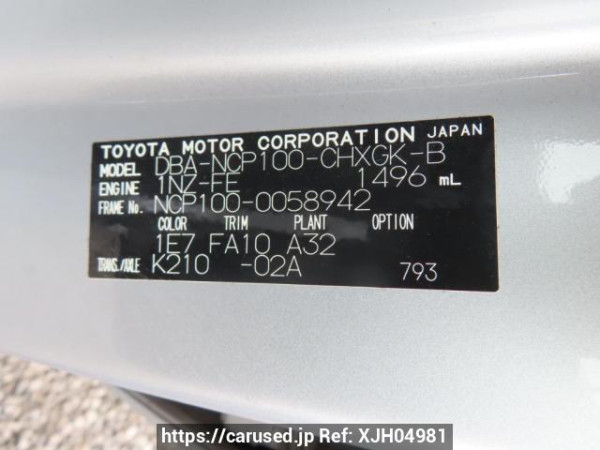 TOYOTA MOTOR CORPORATION JAPAN
MODEL DBA-NCP100-CHXGK-B
ENGINE 1NZ-FE 1496 mL
FRAME No. NCP100-0058942
COLOR TRIM PLANT OPTION
1E7 FA10 A32
TRANS./AXLE K210 -02A 793
https://carused.jp Ref: XJH04981